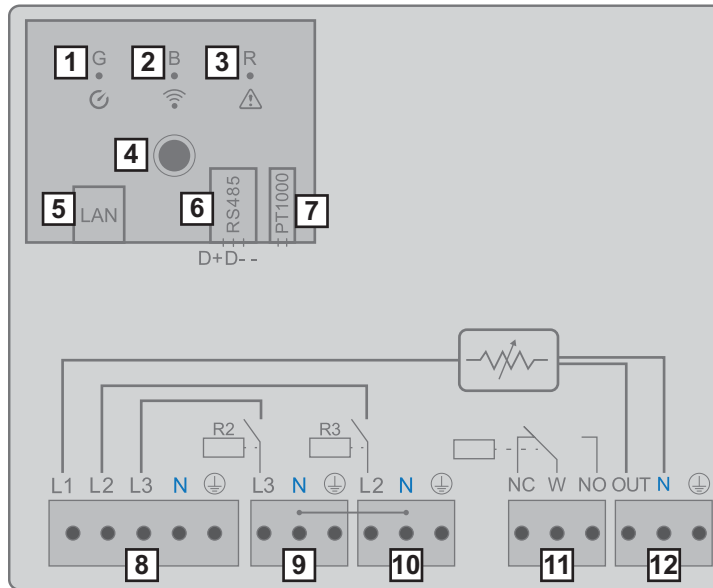 1 G 2 B 3 R
4
5 LAN 6 RS485 PT1000 7
D+D- -
R2 R3
L1 L2 L3 N L3 N L2 N NC W NO OUT N
8 9 10 11 12